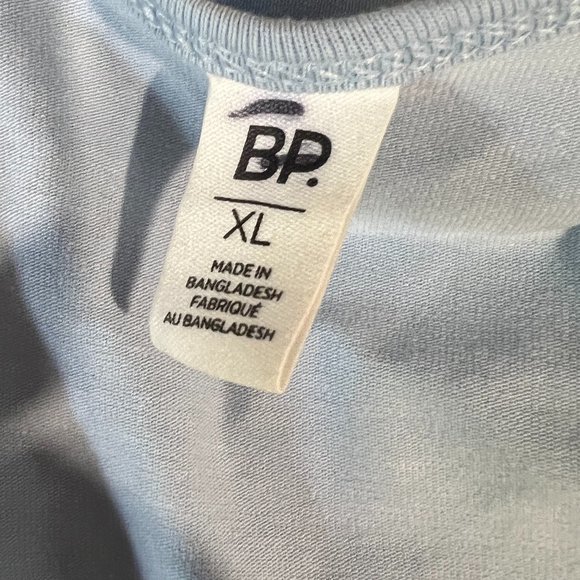 BP.
XL
MADE IN
BANGLADESH
FABRIQUÉ
AU BANGLADESH